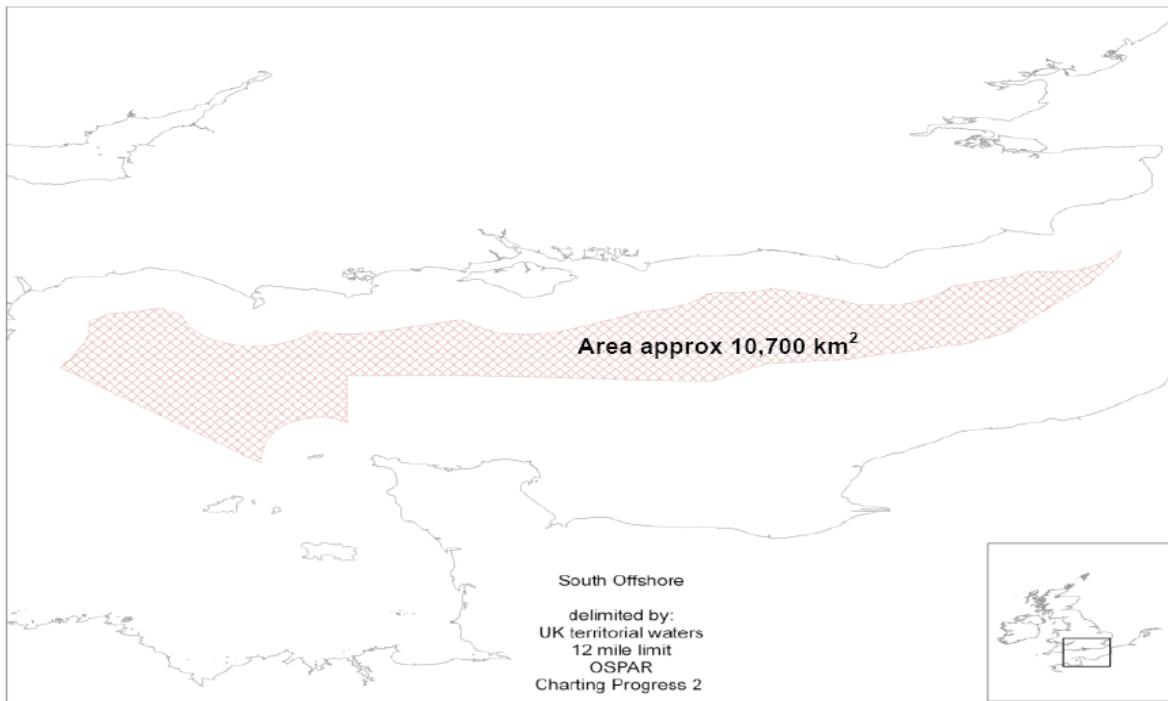 Area approx 10,700 km²
South Offshore
delimited by:
UK territorial waters
12 mile limit
OSPAR
Charting Progress 2